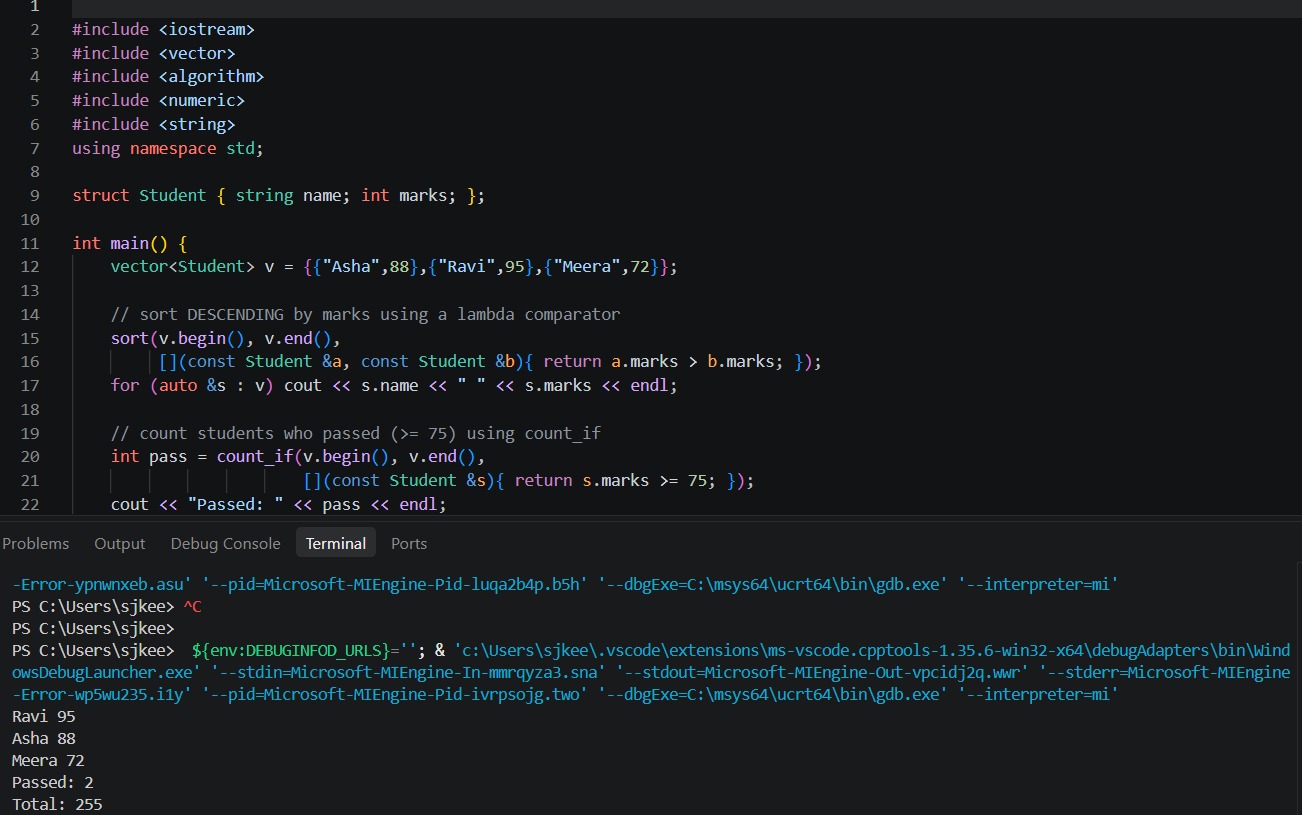 1
2 #include <iostream>
3 #include <vector>
4 #include <algorithm>
5 #include <numeric>
6 #include <string>
7 using namespace std;
8
9 struct Student { string name; int marks; };
10
11 int main() {
12     vector<Student> v = {{"Asha",88},{"Ravi",95},{"Meera",72}};
13
14     // sort DESCENDING by marks using a lambda comparator
15     sort(v.begin(), v.end(),
16          [](const Student &a, const Student &b){ return a.marks > b.marks; });
17     for (auto &s : v) cout << s.name << " " << s.marks << endl;
18
19     // count students who passed (>= 75) using count_if
20     int pass = count_if(v.begin(), v.end(),
21                         [](const Student &s){ return s.marks >= 75; });
22     cout << "Passed: " << pass << endl;
Problems Output Debug Console Terminal Ports
-Error-ypnwnxeb.asu' '--pid=Microsoft-MIEngine-Pid-luqa2b4p.b5h' '--dbgExe=C:\msys64\ucrt64\bin\gdb.exe' '--interpreter=mi'
PS C:\Users\sjkee> ^C
PS C:\Users\sjkee>
PS C:\Users\sjkee>  ${env:DEBUGINFOD_URLS}=''; & 'c:\Users\sjkee\.vscode\extensions\ms-vscode.cpptools-1.35.6-win32-x64\debugAdapters\bin\Wind
owsDebugLauncher.exe' '--stdin=Microsoft-MIEngine-In-mmrqyza3.sna' '--stdout=Microsoft-MIEngine-Out-vpcidj2q.wwr' '--stderr=Microsoft-MIEngine
-Error-wp5wu235.i1y' '--pid=Microsoft-MIEngine-Pid-ivrpsojg.two' '--dbgExe=C:\msys64\ucrt64\bin\gdb.exe' '--interpreter=mi'
Ravi 95
Asha 88
Meera 72
Passed: 2
Total: 255